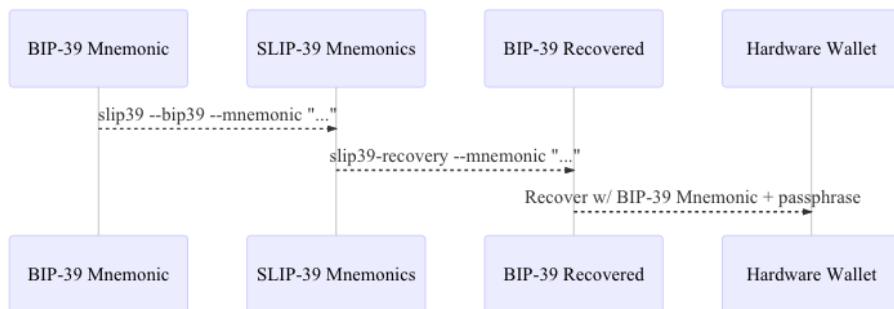 BIP-39 Mnemonic
SLIP-39 Mnemonics
BIP-39 Recovered
Hardware Wallet
slip39 --bip39 --mnemonic "..."
slip39-recovery --mnemonic "..."
Recover w/ BIP-39 Mnemonic + passphrase
BIP-39 Mnemonic
SLIP-39 Mnemonics
BIP-39 Recovered
Hardware Wallet